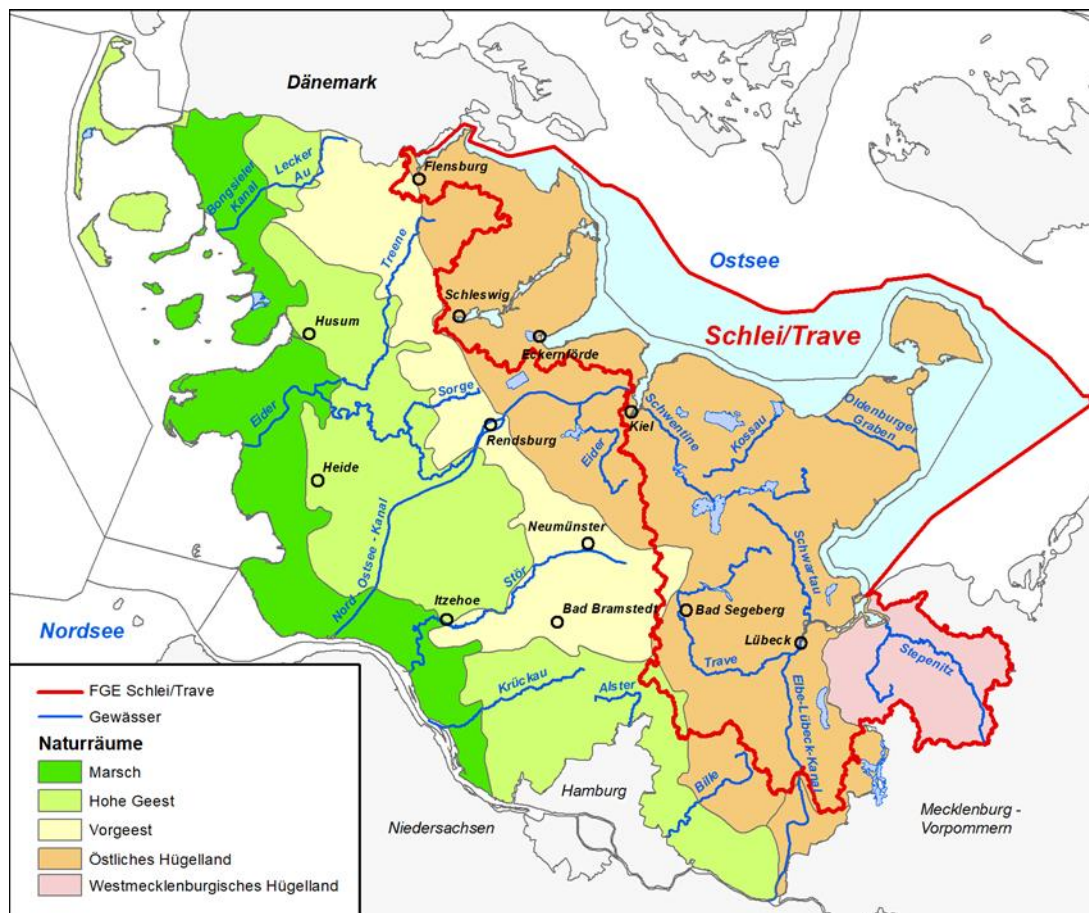 Dänemark
Flensburg
Lecker
Au
Bongsieler
Kanal
Treene
Ostsee
Schleswig
Schlei/Trave
Husum
Eckernförde
Sorge
Schwentine
Kossau
Oldenburger
Graben
Eider
Kiel
Rendsburg
Eider
Heide
Neumünster
Schwartau
Nord - Ostsee - Kanal
Stör
Itzehoe
Bad Bramstedt
Bad Segeberg
Nordsee
Lübeck
Trave
Stepenitz
Krückau
Alster
Elbe-Lübeck-Kanal
Bille
Hamburg
Niedersachsen
Mecklenburg -
Vorpommern
FGE Schlei/Trave
Gewässer
Naturräume
Marsch
Hohe Geest
Vorgeest
Östliches Hügelland
Westmecklenburgisches Hügelland